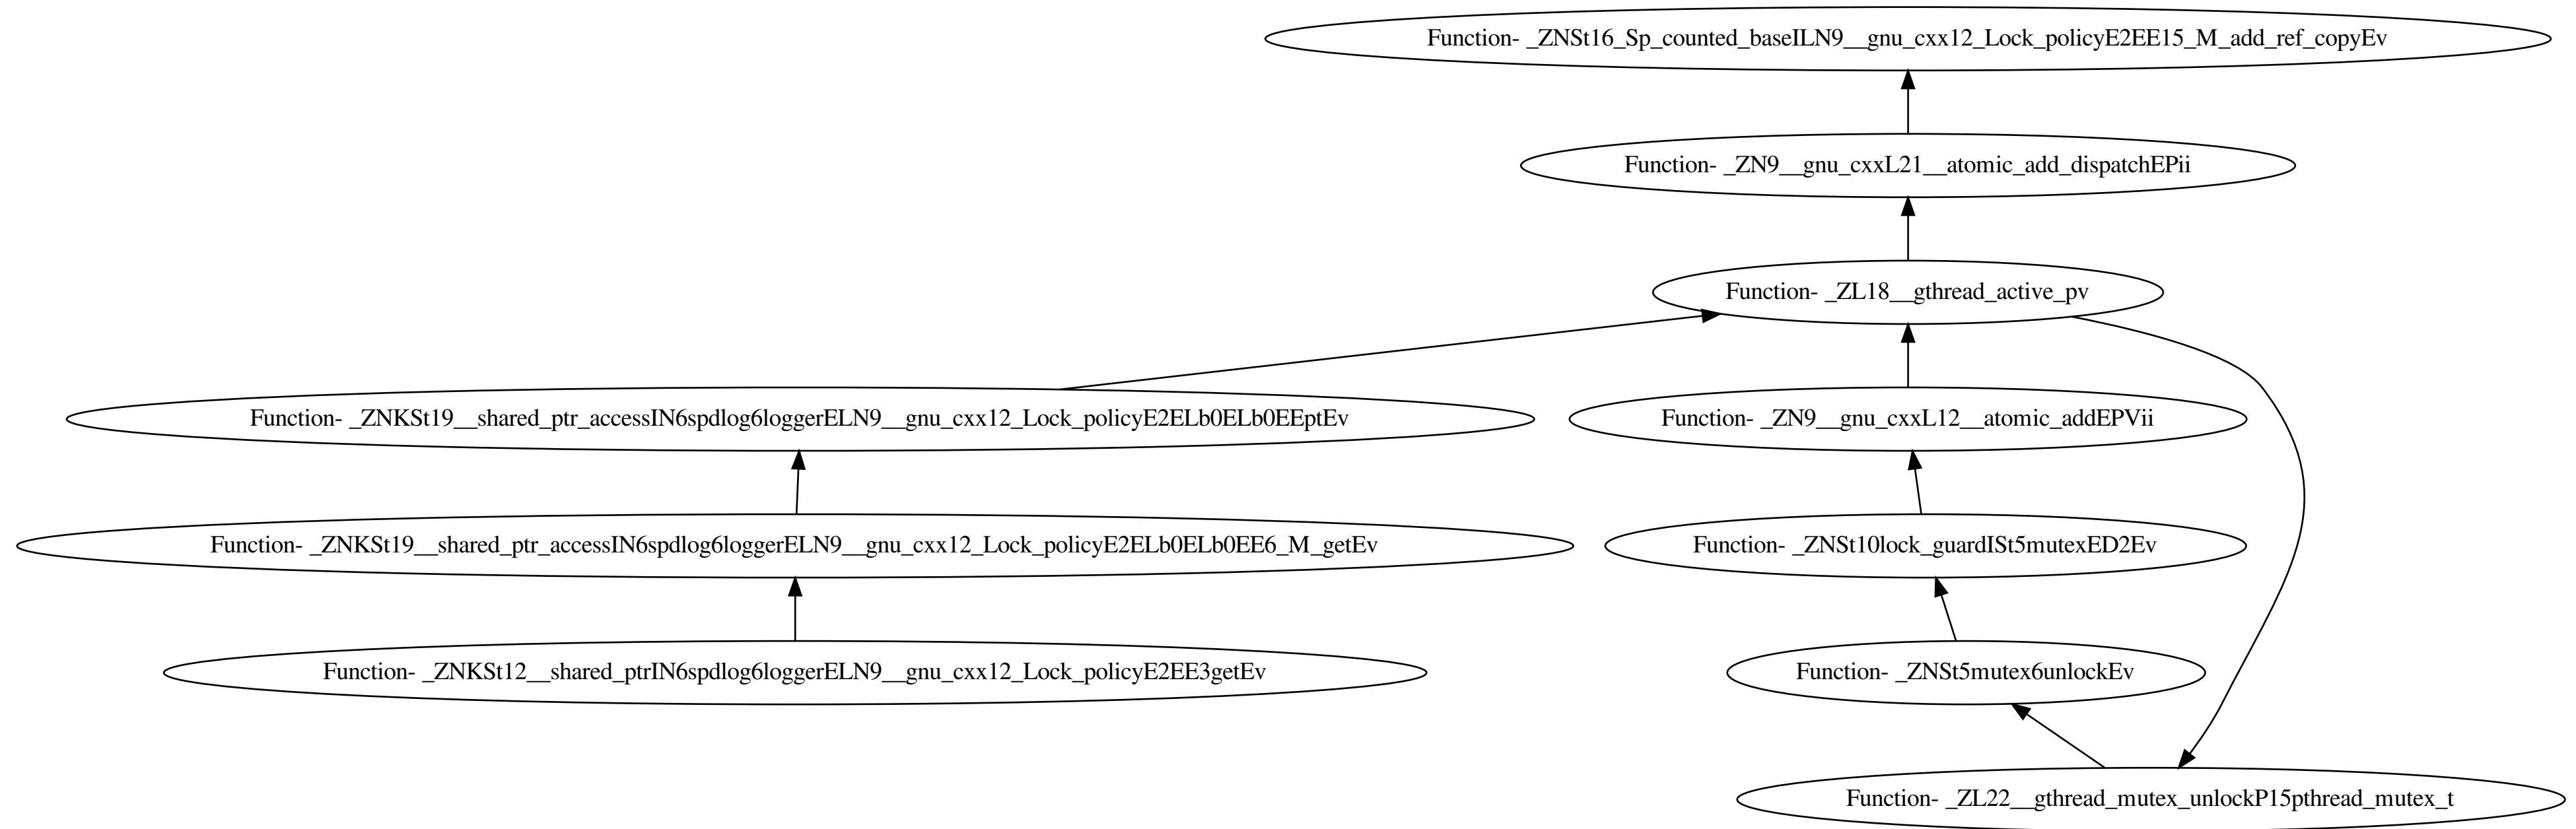 Function- _ZNSt16_Sp_counted_baseILN9__gnu_cxx12_Lock_policyE2EE15_M_add_ref_copyEv
Function- _ZN9__gnu_cxxL21__atomic_add_dispatchEPii
Function- _ZL18__gthread_active_pv
Function- _ZNKSt19__shared_ptr_accessIN6spdlog6loggerELN9__gnu_cxx12_Lock_policyE2ELb0ELb0EEptEv
Function- _ZN9__gnu_cxxL12__atomic_addEPVii
Function- _ZNKSt19__shared_ptr_accessIN6spdlog6loggerELN9__gnu_cxx12_Lock_policyE2ELb0ELb0EE6_M_getEv
Function- _ZNSt10lock_guardISt5mutexED2Ev
Function- _ZNKSt12__shared_ptrIN6spdlog6loggerELN9__gnu_cxx12_Lock_policyE2EE3getEv
Function- _ZNSt5mutex6unlockEv
Function- _ZL22__gthread_mutex_unlockP15pthread_mutex_t